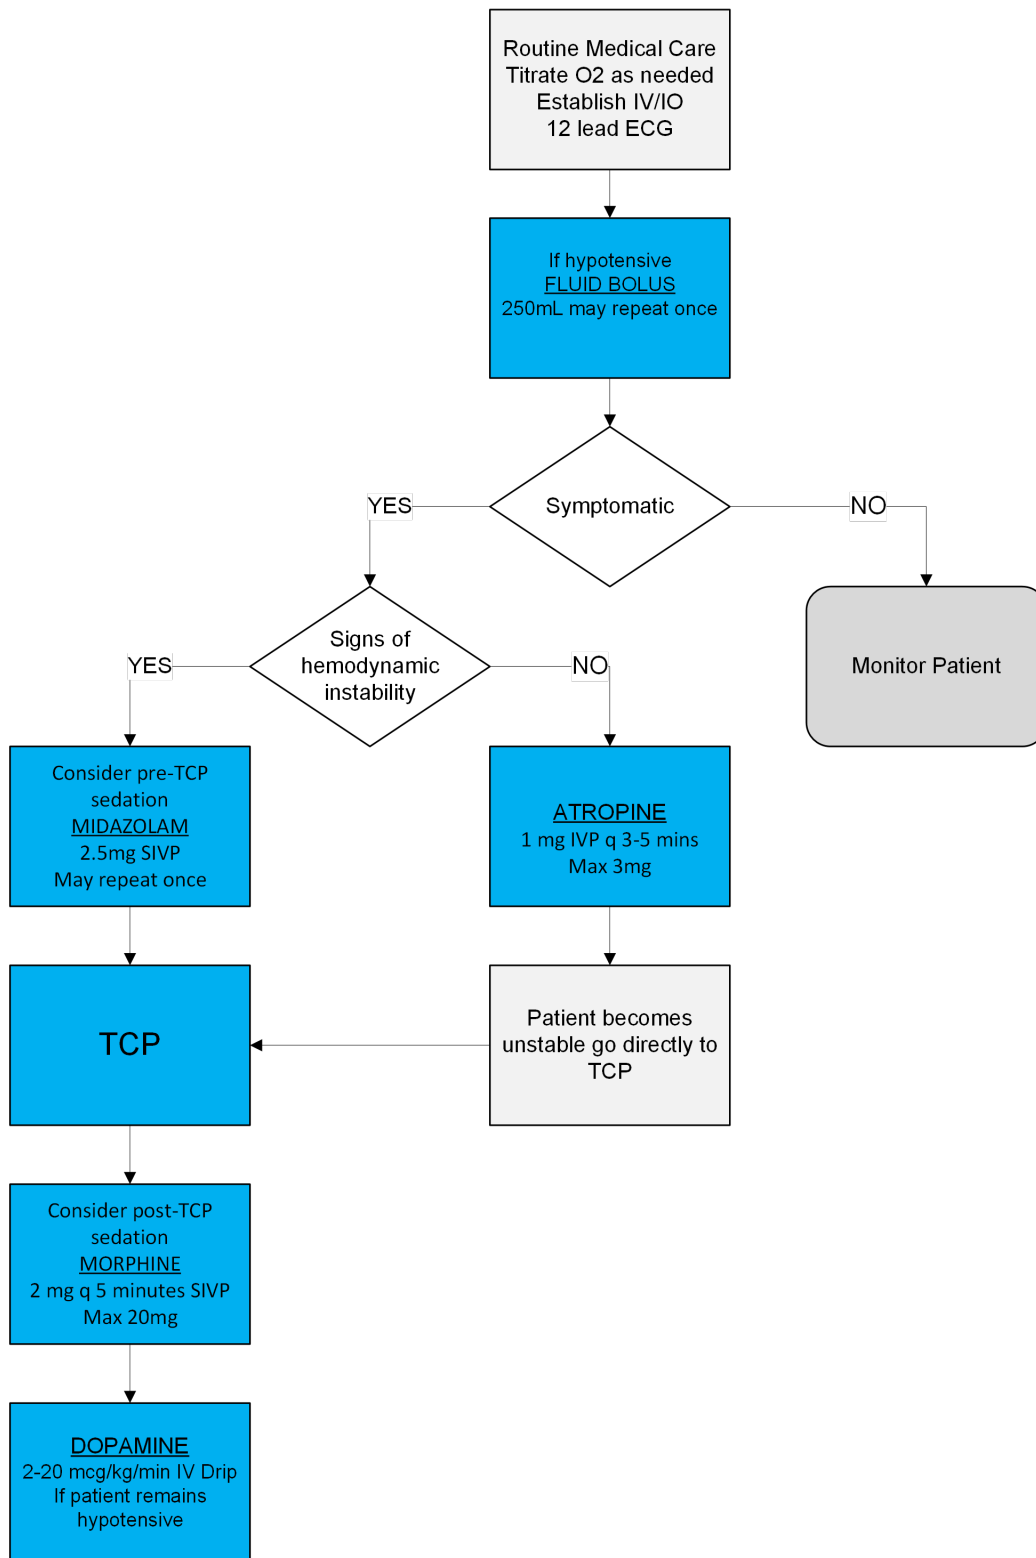 Routine Medical Care
Titrate O2 as needed
Establish IV/IO
12 lead ECG
If hypotensive
FLUID BOLUS
250mL may repeat once
Symptomatic
YES
NO
Signs of
hemodynamic
instability
YES
NO
Monitor Patient
Consider pre-TCP
sedation
MIDAZOLAM
2.5mg SIVP
May repeat once
ATROPINE
1 mg IVP q 3-5 mins
Max 3mg
TCP
Patient becomes
unstable go directly to
TCP
Consider post-TCP
sedation
MORPHINE
2 mg q 5 minutes SIVP
Max 20mg
DOPAMINE
2-20 mcg/kg/min IV Drip
If patient remains
hypotensive